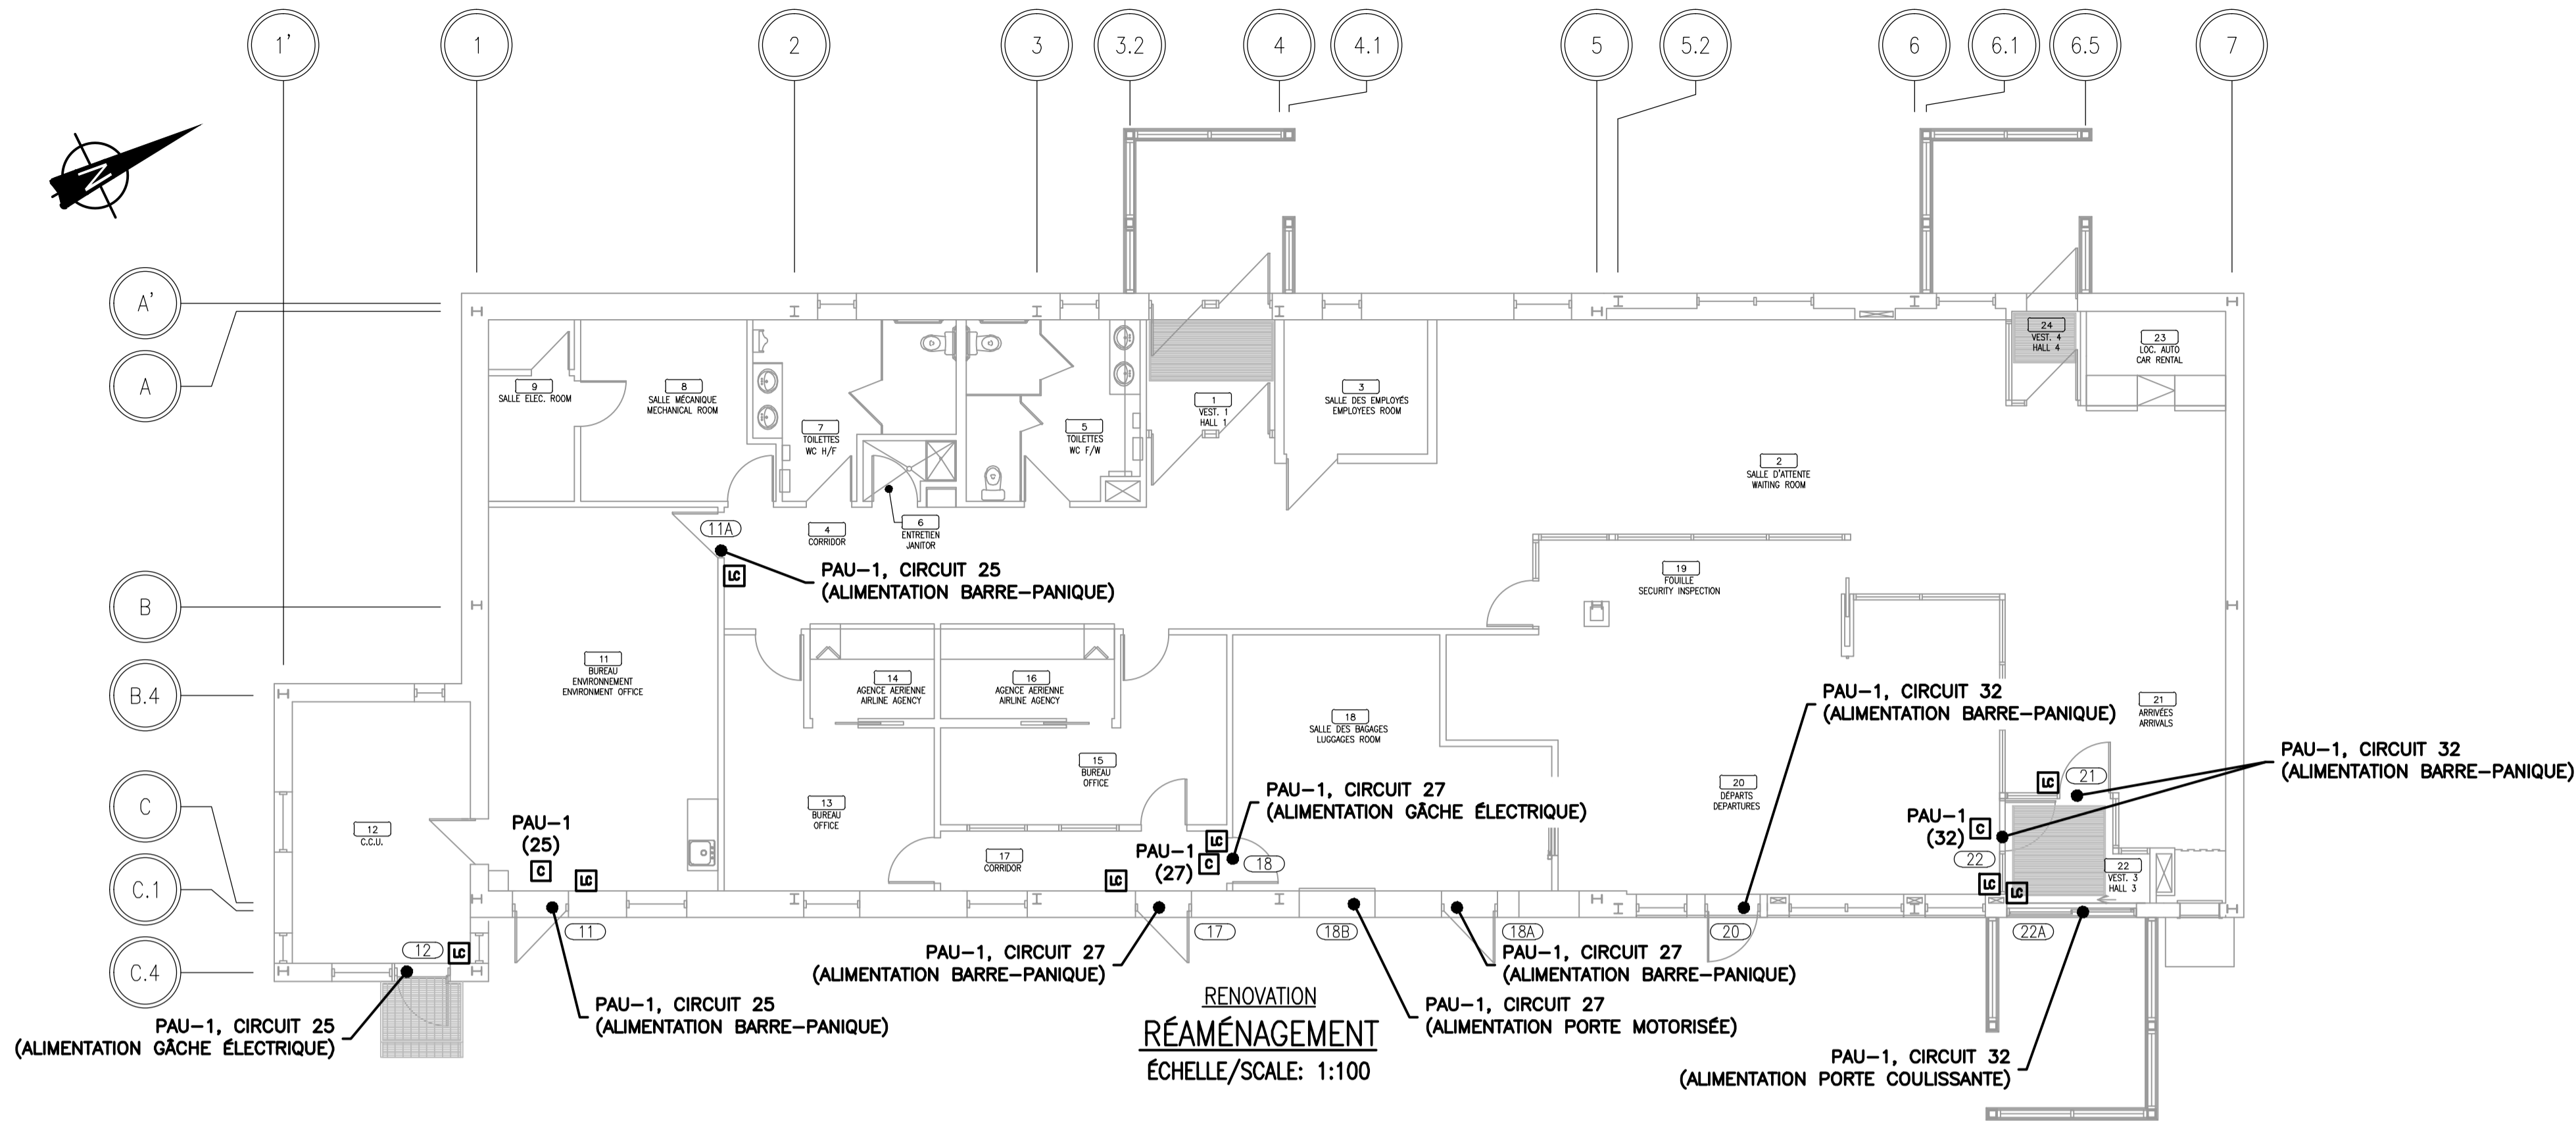 1'
1
2
3
3.2
4
4.1
5
5.2
6
6.1
6.5
7
N
A'
A
B
B.4
C
C.1
C.4
9
SALLE ELEC. ROOM
8
SALLE MÉCANIQUE
MECHANICAL ROOM
7
TOILETTES
WC H/F
5
TOILETTES
WC F/W
1
VEST. 1
HALL 1
3
SALLE DES EMPLOYÉS
EMPLOYEES ROOM
24
VEST. 4
HALL 4
23
LOC. AUTO
CAR RENTAL
2
SALLE D'ATTENTE
WAITING ROOM
11A
4
CORRIDOR
6
ENTRETIEN
JANITOR
LC
PAU-1, CIRCUIT 25
(ALIMENTATION BARRE-PANIQUE)
19
FOUILLE
SECURITY INSPECTION
11
BUREAU
ENVIRONNEMENT
ENVIRONMENT OFFICE
14
AGENCE AERIENNE
AIRLINE AGENCY
16
AGENCE AERIENNE
AIRLINE AGENCY
18
SALLE DES BAGAGES
LUGGAGES ROOM
PAU-1, CIRCUIT 32
(ALIMENTATION BARRE-PANIQUE)
21
ARRIVÉES
ARRIVALS
PAU-1, CIRCUIT 32
(ALIMENTATION BARRE-PANIQUE)
15
BUREAU
OFFICE
20
DÉPARTS
DEPARTURES
LC
21
13
BUREAU
OFFICE
PAU-1, CIRCUIT 27
(ALIMENTATION GÂCHE ÉLECTRIQUE)
12
C.C.U.
PAU-1
(25)
C
LC
17
CORRIDOR
LC
PAU-1
(27)
C
LC
18
PAU-1
(32)
C
22
LC
LC
22
VEST. 3
HALL 3
12
LC
11
17
18B
18A
20
22A
PAU-1, CIRCUIT 27
(ALIMENTATION BARRE-PANIQUE)
PAU-1, CIRCUIT 27
(ALIMENTATION BARRE-PANIQUE)
PAU-1, CIRCUIT 25
(ALIMENTATION GÂCHE ÉLECTRIQUE)
PAU-1, CIRCUIT 25
(ALIMENTATION BARRE-PANIQUE)
PAU-1, CIRCUIT 27
(ALIMENTATION PORTE MOTORISÉE)
PAU-1, CIRCUIT 32
(ALIMENTATION PORTE COULISSANTE)
RENOVATION
RÉAMÉNAGEMENT
ÉCHELLE/SCALE: 1:100